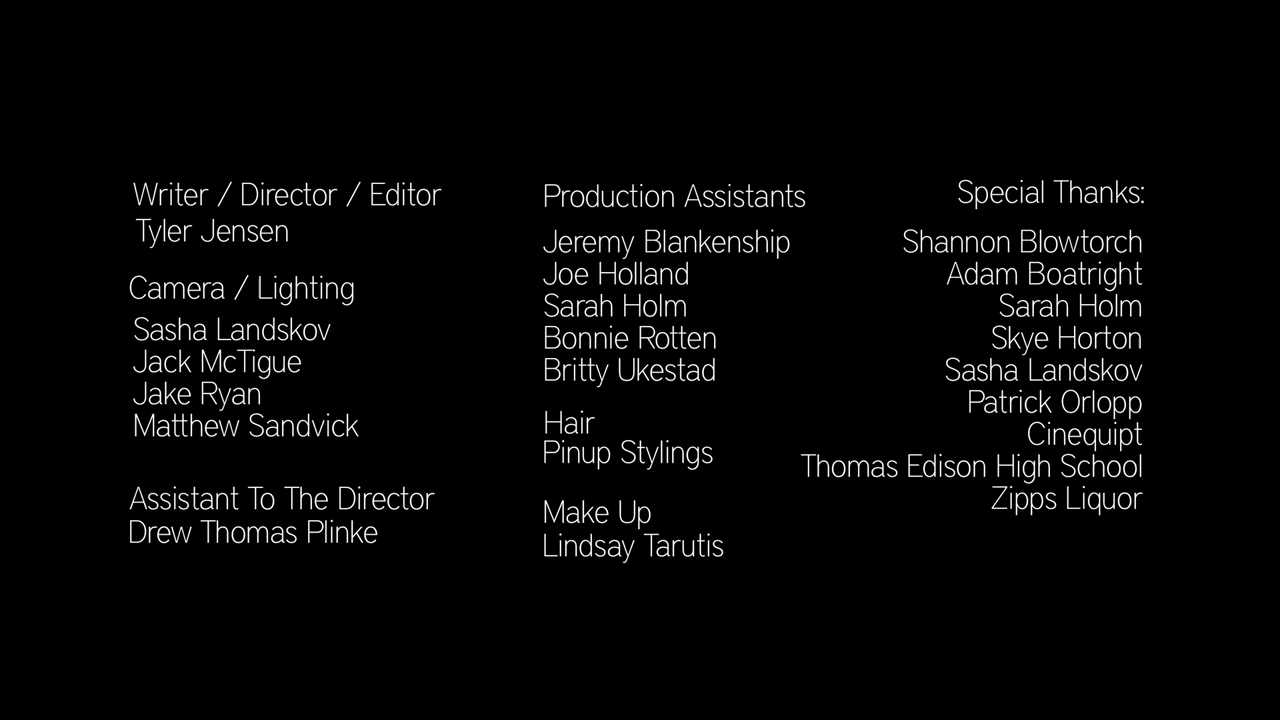 Writer / Director / Editor
Tyler Jensen
Camera / Lighting
Sasha Landskov
Jack McTigue
Jake Ryan
Matthew Sandvick
Assistant To The Director
Drew Thomas Plinke
Production Assistants
Jeremy Blankenship
Joe Holland
Sarah Holm
Bonnie Rotten
Britty Ukestad
Hair
Pinup Stylings
Make Up
Lindsay Tarutis
Special Thanks:
Shannon Blowtorch
Adam Boatright
Sarah Holm
Skye Horton
Sasha Landskov
Patrick Orlopp
Cinequipt
Thomas Edison High School
Zipps Liquor